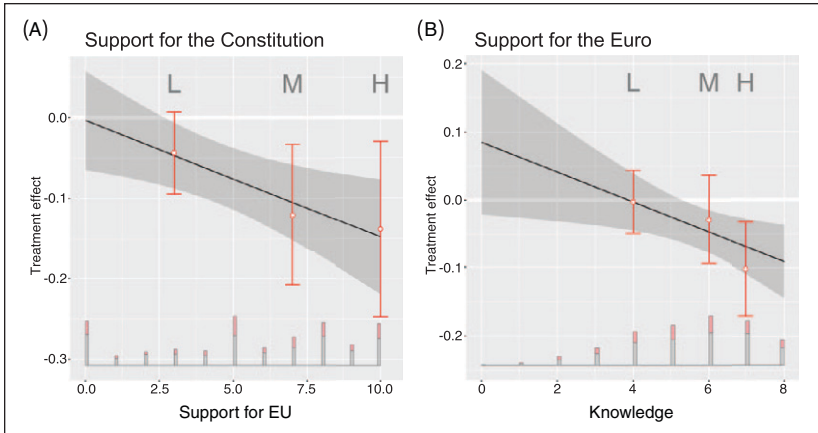 (A) Support for the Constitution
L M H
0.0
-0.1
-0.2
-0.3
Treatment effect
0.0 2.5 5.0 7.5 10.0
Support for EU
(B) Support for the Euro
L M H
0.2
0.1
0.0
-0.1
-0.2
Treatment effect
0 2 4 6 8
Knowledge